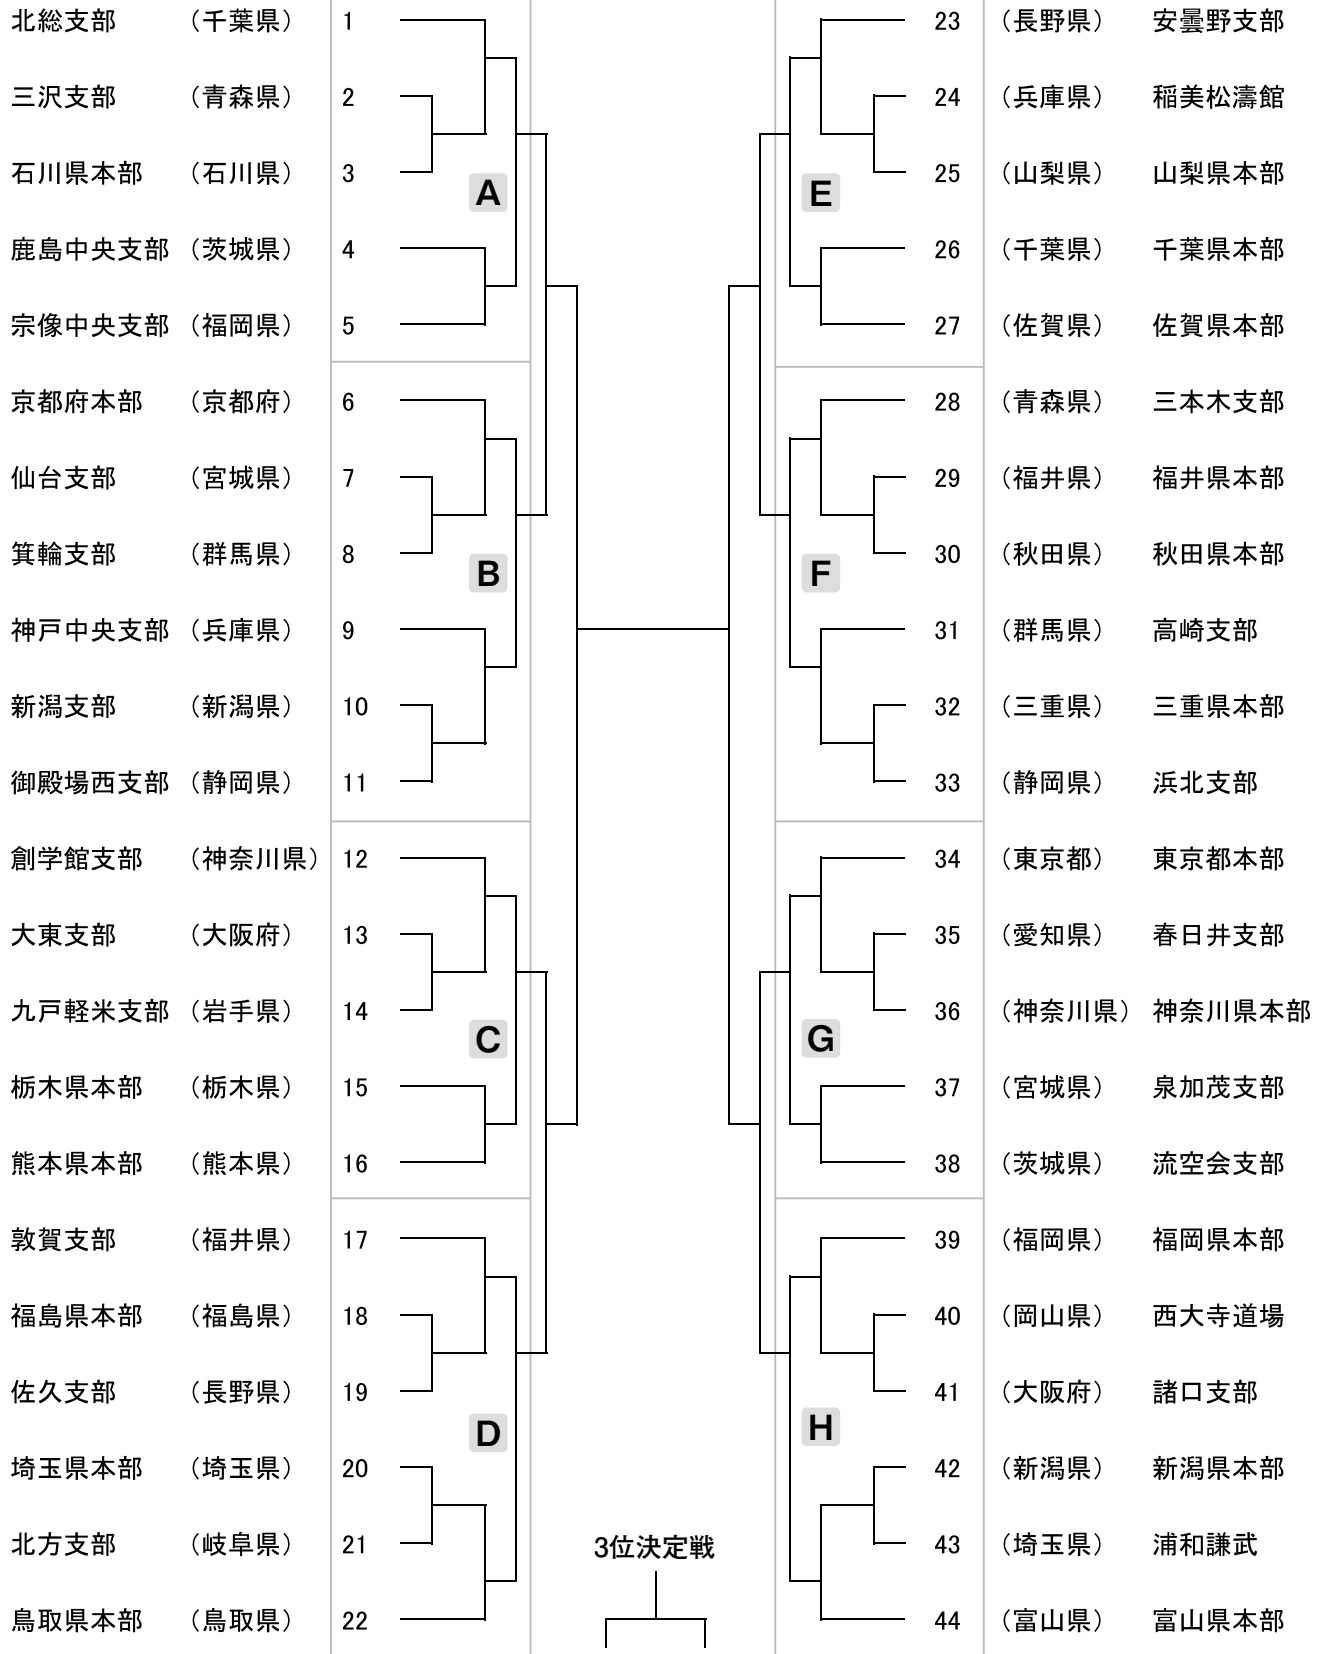 北総支部 （千葉県） 1
三沢支部 （青森県） 2
石川県本部 （石川県） 3
A
鹿島中央支部 （茨城県） 4
宗像中央支部 （福岡県） 5
京都府本部 （京都府） 6
仙台支部 （宮城県） 7
箕輪支部 （群馬県） 8
B
神戸中央支部 （兵庫県） 9
新潟支部 （新潟県） 10
御殿場西支部 （静岡県） 11
創学館支部 （神奈川県） 12
大東支部 （大阪府） 13
九戸軽米支部 （岩手県） 14
C
栃木県本部 （栃木県） 15
熊本県本部 （熊本県） 16
敦賀支部 （福井県） 17
福島県本部 （福島県） 18
佐久支部 （長野県） 19
D
埼玉県本部 （埼玉県） 20
北方支部 （岐阜県） 21
鳥取県本部 （鳥取県） 22
23 （長野県） 安曇野支部
24 （兵庫県） 稲美松濤館
25 （山梨県） 山梨県本部
E
26 （千葉県） 千葉県本部
27 （佐賀県） 佐賀県本部
28 （青森県） 三本木支部
29 （福井県） 福井県本部
30 （秋田県） 秋田県本部
F
31 （群馬県） 高崎支部
32 （三重県） 三重県本部
33 （静岡県） 浜北支部
34 （東京都） 東京都本部
35 （愛知県） 春日井支部
36 （神奈川県） 神奈川県本部
G
37 （宮城県） 泉加茂支部
38 （茨城県） 流空会支部
39 （福岡県） 福岡県本部
40 （岡山県） 西大寺道場
41 （大阪府） 諸口支部
H
42 （新潟県） 新潟県本部
43 （埼玉県） 浦和謙武
44 （富山県） 富山県本部
3位決定戦